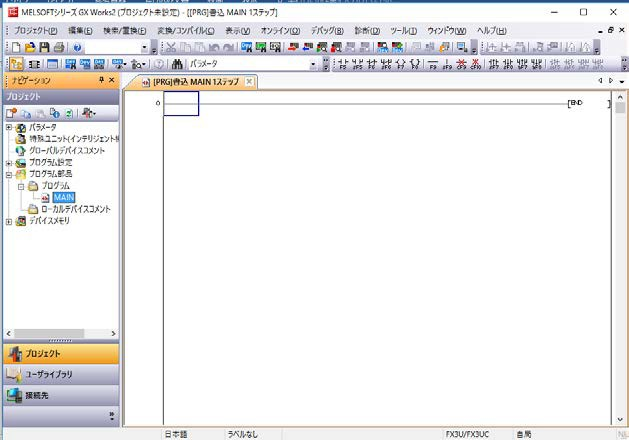 MELSOFTシリーズ GX Works2 (プロジェクト未設定) - [[PRG]書込 MAIN 1ステップ]
プロジェクト(P) 編集(E) 検索/置換(F) 変換/コンパイル(C) 表示(V) オンライン(O) デバッグ(B) 診断(D) ツール(T) ウィンドウ(W) ヘルプ(H)
パラメータ
ナビゲーション
[PRG]書込 MAIN 1ステップ
プロジェクト
0
[END ]
パラメータ
特殊ユニット(インテリジェント
グローバルデバイスコメント
プログラム設定
プログラム部品
プログラム
MAIN
ローカルデバイスコメント
デバイスメモリ
プロジェクト
ユーザライブラリ
接続先
日本語 ラベルなし FX3U/FX3UC 自局